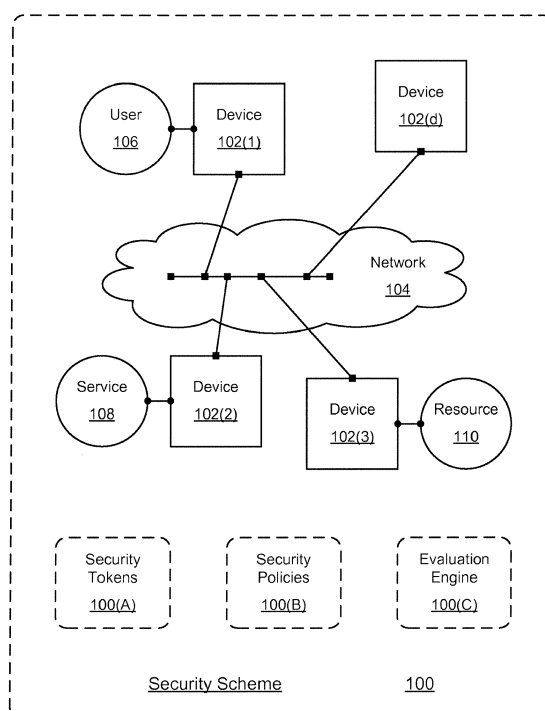 User
106
Device
102(1)
Device
102(d)
Network
104
Service
108
Device
102(2)
Device
102(3)
Resource
110
Security
Tokens
100(A)
Security
Policies
100(B)
Evaluation
Engine
100(C)
Security Scheme 100